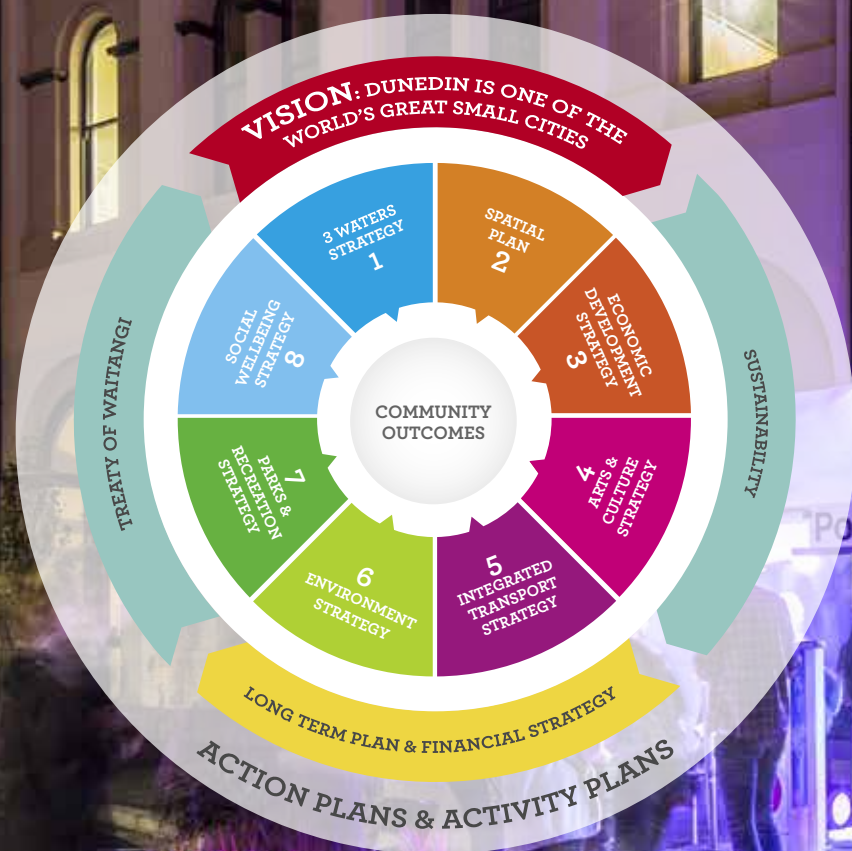 VISION: DUNEDIN IS ONE OF THE
WORLD'S GREAT SMALL CITIES
3 WATERS
STRATEGY
1
SPATIAL
PLAN
2
ECONOMIC
DEVELOPMENT
STRATEGY
3
4
ARTS &
CULTURE
STRATEGY
5
INTEGRATED
TRANSPORT
STRATEGY
6
ENVIRONMENT
STRATEGY
7
PARKS &
RECREATION
STRATEGY
SOCIAL
WELLBEING
STRATEGY
8
COMMUNITY
OUTCOMES
TREATY OF WAITANGI
SUSTAINABILITY
LONG TERM PLAN & FINANCIAL STRATEGY
ACTION PLANS & ACTIVITY PLANS